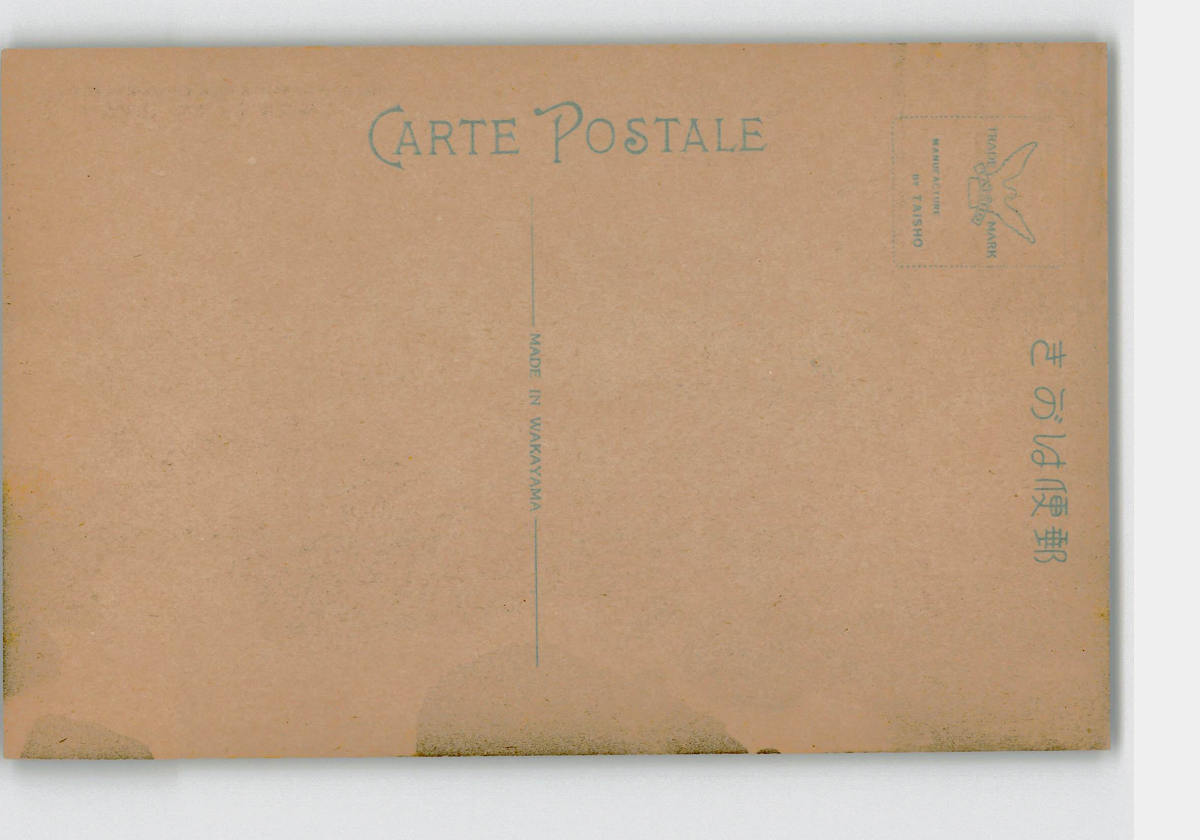 CARTE POSTALE
TRADE MARK
MANUFACTURE
BY TAISHO
MADE IN WAKAYAMA
郵便はがき